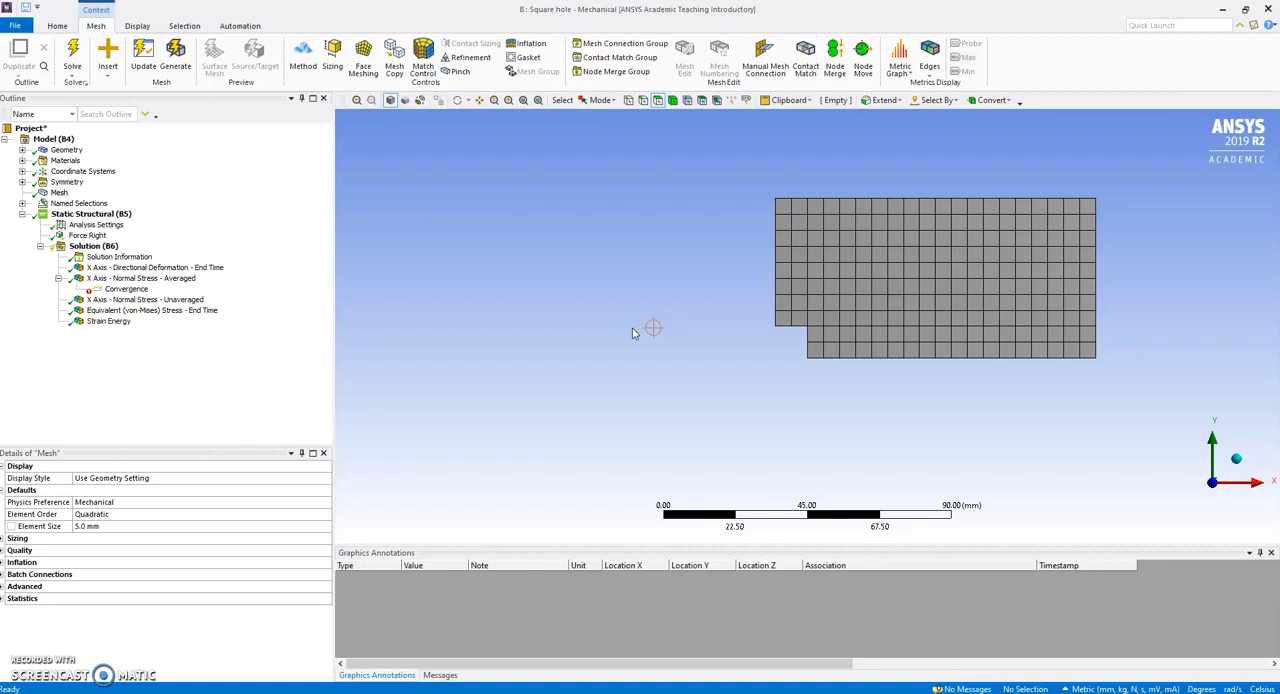 Context
B : Square hole - Mechanical [ANSYS Academic Teaching Introductory]
File Home Mesh Display Selection Automation
Quick Launch
Duplicate Solve Insert Update Generate Surface Mesh Source/Target Method Sizing Face Meshing Mesh Copy Match Control Contact Sizing Inflation
Refinement Gasket
Pinch Mesh Group
Mesh Connection Group
Contact Match Group
Node Merge Group
Mesh Edit Mesh Numbering Manual Mesh Connection Contact Match Node Merge Node Move Metric Graph Edges Probe
Max
Min
Outline Solver Mesh Preview Controls Mesh Edit Metrics Display
Outline
Select Mode Clipboard [ Empty ] Extend Select By Convert
Name Search Outline
Project*
Model (B4)
Geometry
Materials
Coordinate Systems
Symmetry
Mesh
Named Selections
Static Structural (B5)
Analysis Settings
Force Right
Solution (B6)
Solution Information
X Axis - Directional Deformation - End Time
X Axis - Normal Stress - Averaged
Convergence
X Axis - Normal Stress - Unaveraged
Equivalent (von-Mises) Stress - End Time
Strain Energy
ANSYS
2019 R2
ACADEMIC
Y
X
0.00 45.00 90.00 (mm)
22.50 67.50
Details of "Mesh"
Display
Display Style Use Geometry Setting
Defaults
Physics Preference Mechanical
Element Order Quadratic
Element Size 5.0 mm
Sizing
Quality
Inflation
Batch Connections
Advanced
Statistics
Graphics Annotations
Type Value Note Unit Location X Location Y Location Z Association Timestamp
RECORDED WITH
SCREENCAST MATIC
Graphics Annotations Messages
Ready No Messages No Selection Metric (mm, kg, N, s, mV, mA) Degrees rad/s Celsius